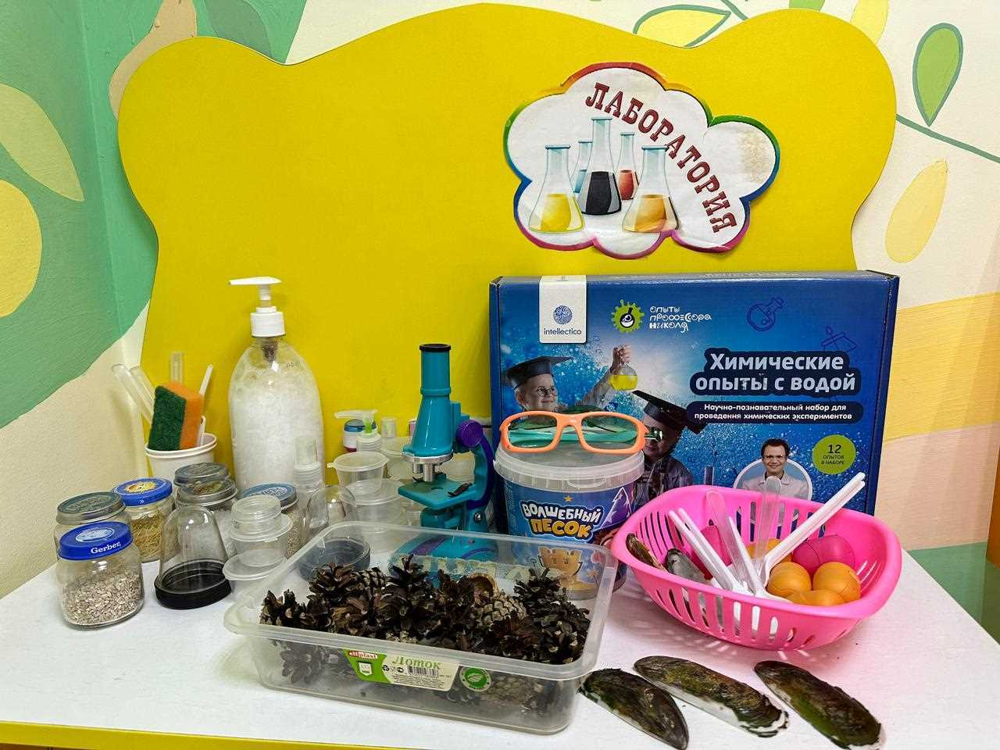 ЛАБОРАТОРИЯ
intellectico
ОПЫТЫ
ПРОФЕССОРА
НИКОЛЯ
Химические
опыты с водой
Научно-познавательный набор для
проведения химических экспериментов
12
ОПЫТОВ
В НАБОРЕ
ВОЛШЕБНЫЙ
ПЕСОК
Gerber
elfplast
Лоток